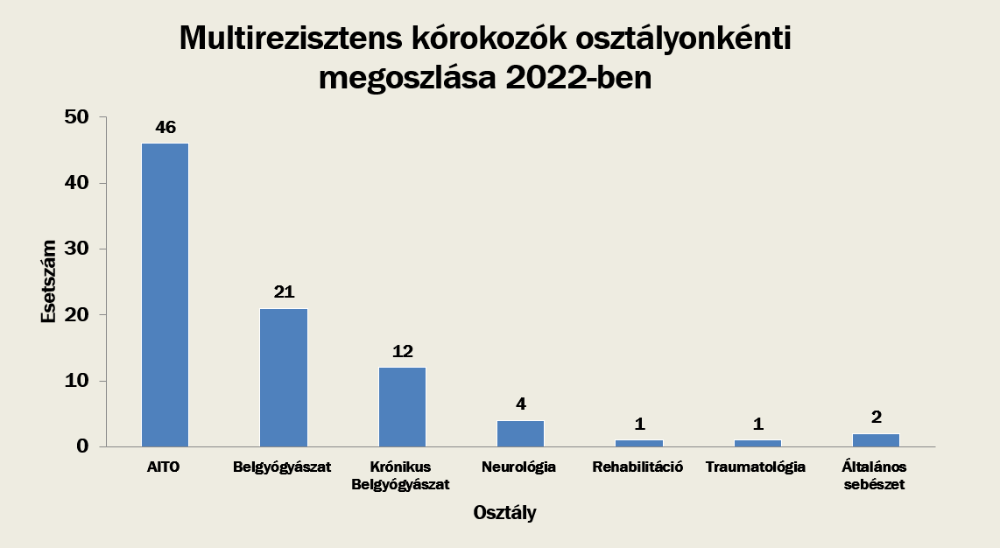 Multirezisztens kórokozók osztályonkénti
megoszlása 2022-ben
Esetszám
50
40
30
20
10
0
46
21
12
4
1
1
2
AITO
Belgyógyászat
Krónikus
Belgyógyászat
Neurológia
Rehabilitáció
Traumatológia
Általános
sebészet
Osztály